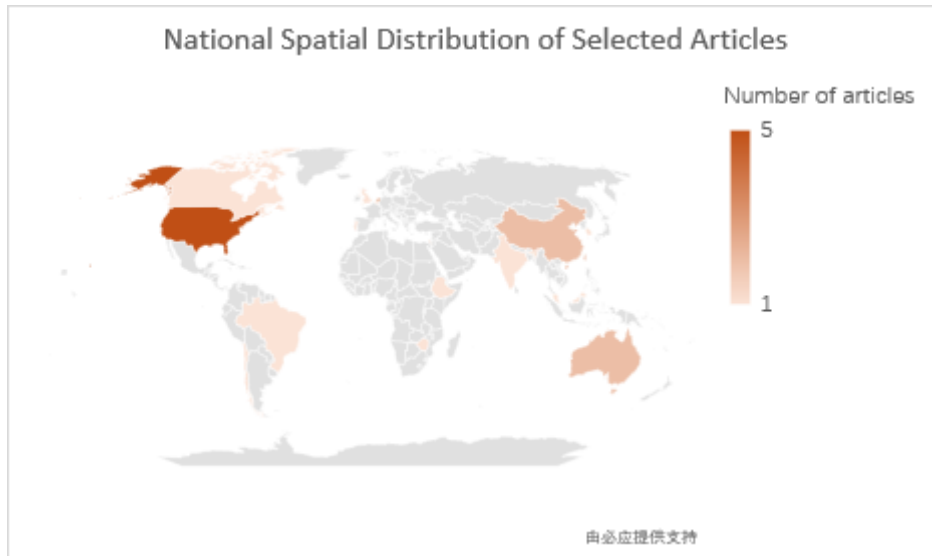 National Spatial Distribution of Selected Articles
Number of articles
5
1
由必应提供支持